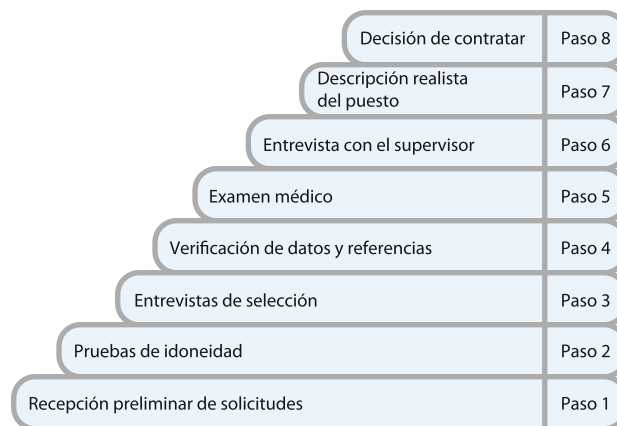 Decisión de contratar Paso 8
Descripción realista
del puesto Paso 7
Entrevista con el supervisor Paso 6
Examen médico Paso 5
Verificación de datos y referencias Paso 4
Entrevistas de selección Paso 3
Pruebas de idoneidad Paso 2
Recepción preliminar de solicitudes Paso 1